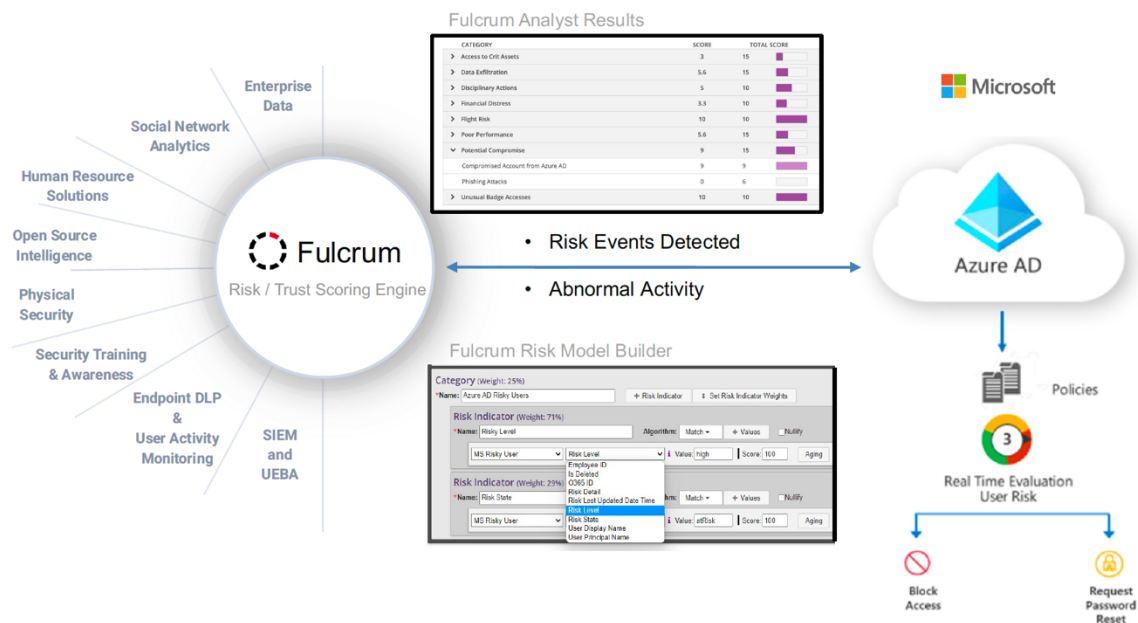 Fulcrum Analyst Results
CATEGORY SCORE TOTAL SCORE
Access to Crit Assets 3 15
Data Exfiltration 5.6 15
Disciplinary Actions 5 10
Financial Distress 3.3 10
Flight Risk 10 10
Poor Performance 5.6 15
Potential Compromise 9 15
Compromised Account from Azure AD 9 9
Phishing Attacks 0 6
Unusual Badge Accesses 10 10
Enterprise
Data
Social Network
Analytics
Human Resource
Solutions
Open Source
Intelligence
Physical
Security
Security Training
& Awareness
Endpoint DLP
&
User Activity
Monitoring
SIEM
and
UEBA
Fulcrum
Risk / Trust Scoring Engine
• Risk Events Detected
• Abnormal Activity
Fulcrum Risk Model Builder
Category (Weight: 25%)
*Name: Azure AD Risky Users + Risk Indicator Set Risk Indicator Weights
Risk Indicator (Weight: 71%)
*Name: Risky Level Algorithm: Match + Values Nullify
MS Risky User Risk Level i Value: high Score: 100 Aging
Employee ID
Is Deleted
O365 ID
Risk Detail
Risk Last Updated Date Time
Risk Level
Risk State
User Display Name
User Principal Name
Risk Indicator (Weight: 29%)
*Name: Risk State Match + Values Nullify
MS Risky User i Value: atRisk Score: 100 Aging
Microsoft
Azure AD
Policies
3
Real Time Evaluation
User Risk
Block
Access
Request
Password
Reset